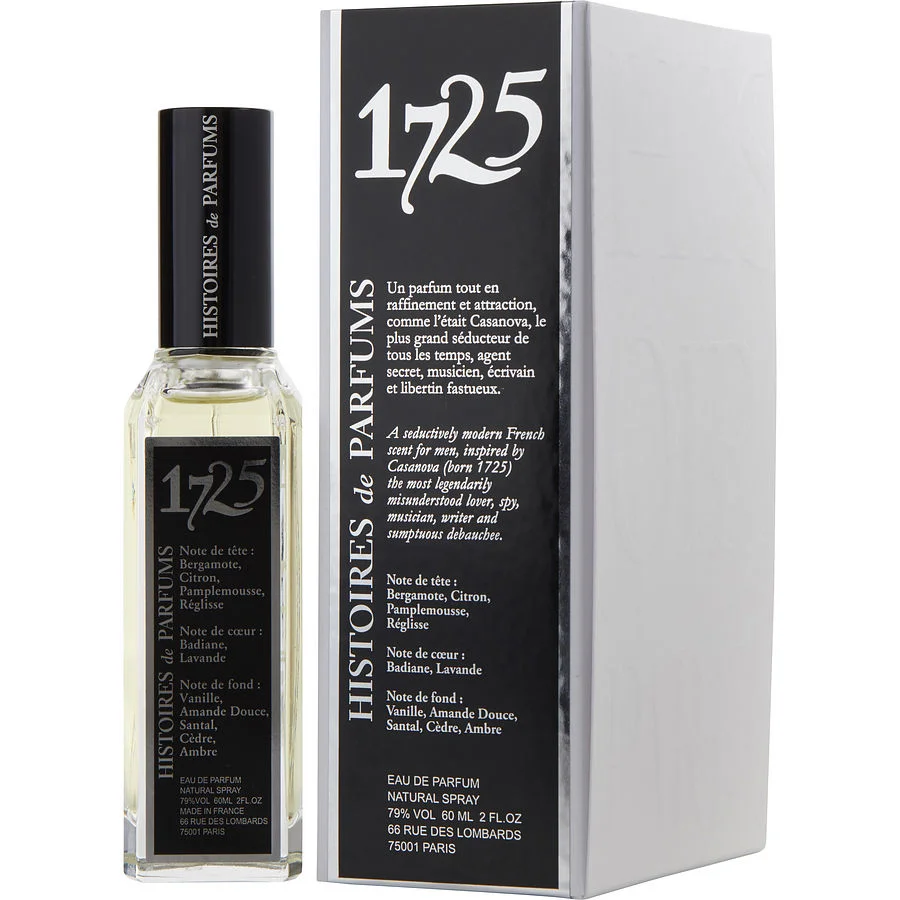 HISTOIRES de PARFUMS
1725
HISTOIRES de PARFUMS
Note de tête :
Bergamote,
Citron,
Pamplemousse,
Réglisse
Note de cœur :
Badiane,
Lavande
Note de fond :
Vanille,
Amande Douce,
Santal,
Cèdre,
Ambre
EAU DE PARFUM
NATURAL SPRAY
79%VOL 60ML 2FL.OZ
MADE IN FRANCE
66 RUE DES LOMBARDS
75001 PARIS
1725
HISTOIRES de PARFUMS
Un parfum tout en
raffinement et attraction,
comme l'était Casanova, le
plus grand séducteur de
tous les temps, agent
secret, musicien, écrivain
et libertin fastueux.
A seductively modern French
scent for men, inspired by
Casanova (born 1725)
the most legendarily
misunderstood lover, spy,
musician, writer and
sumptuous debauchee.
Note de tête :
Bergamote, Citron,
Pamplemousse,
Réglisse
Note de cœur :
Badiane, Lavande
Note de fond :
Vanille, Amande Douce,
Santal, Cèdre, Ambre
EAU DE PARFUM
NATURAL SPRAY
79% VOL 60 ML 2 FL.OZ
66 RUE DES LOMBARDS
75001 PARIS